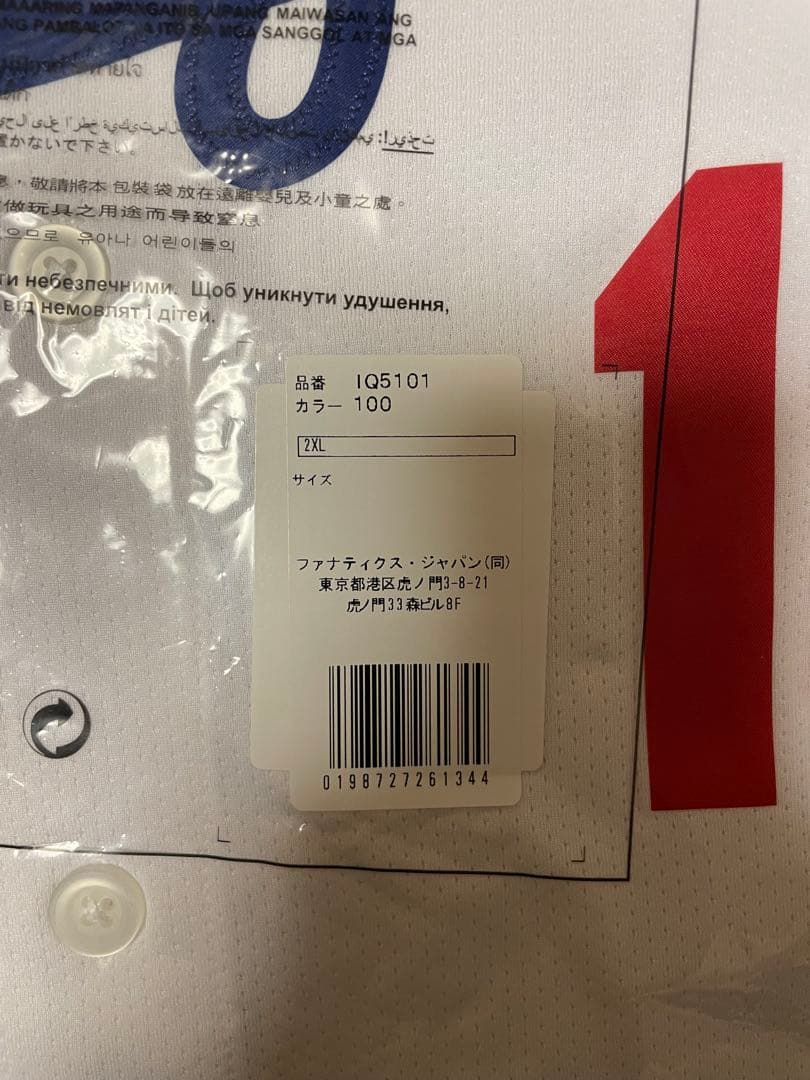 MAAARING MAPANGANIB, UPANG MAIWASAN ANG
ITO SA MGA SANGGOL AT MGA
تحذير:
置かないで下さい。
敬請將本包裝袋放在遠離嬰兒及小童之處。
做玩具之用途而导致窒息
으므로 유아나 어린이들의
ти небезпечними. Щоб уникнути удушення,
від немовлят і дітей.
品番 IQ5101
カラー 100
2XL
サイズ
ファナティクス・ジャパン(同)
東京都港区虎ノ門3-8-21
虎ノ門33森ビル8F
0198727261344
1